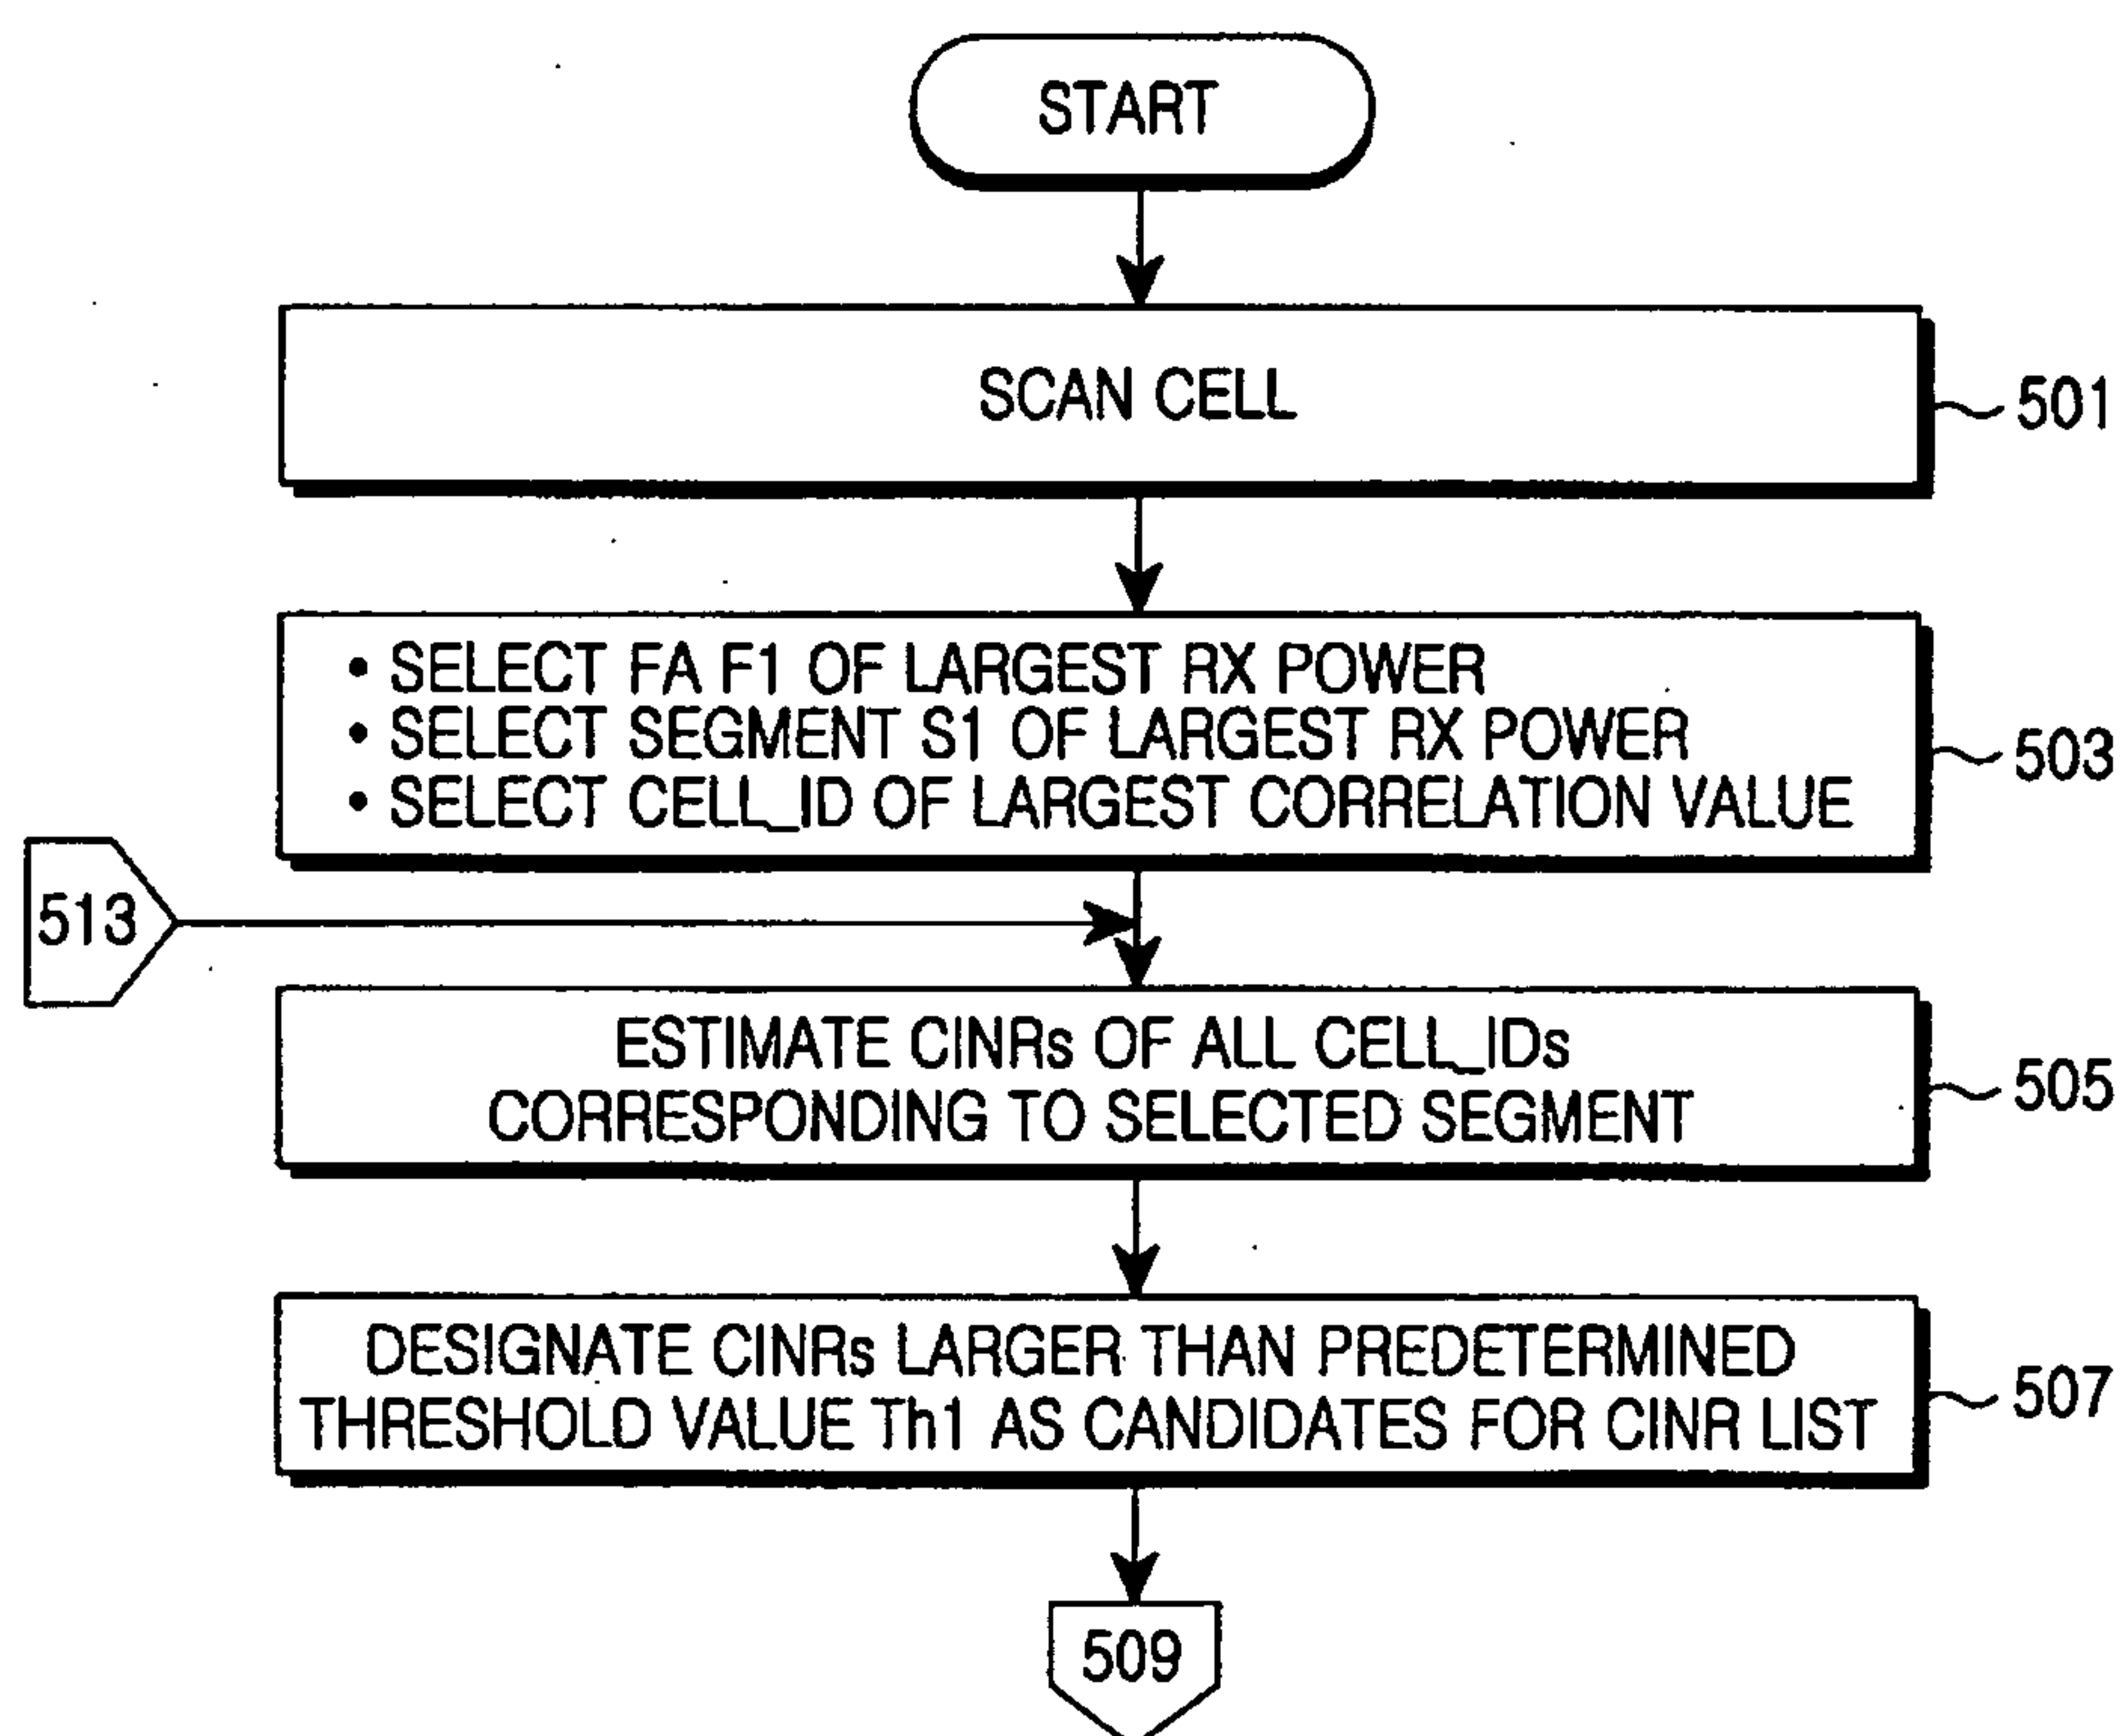 START
SCAN CELL
501
• SELECT FA F1 OF LARGEST RX POWER
• SELECT SEGMENT S1 OF LARGEST RX POWER
• SELECT CELL_ID OF LARGEST CORRELATION VALUE
503
513
ESTIMATE CINRs OF ALL CELL_IDs
CORRESPONDING TO SELECTED SEGMENT
505
DESIGNATE CINRs LARGER THAN PREDETERMINED
THRESHOLD VALUE Th1 AS CANDIDATES FOR CINR LIST
507
509